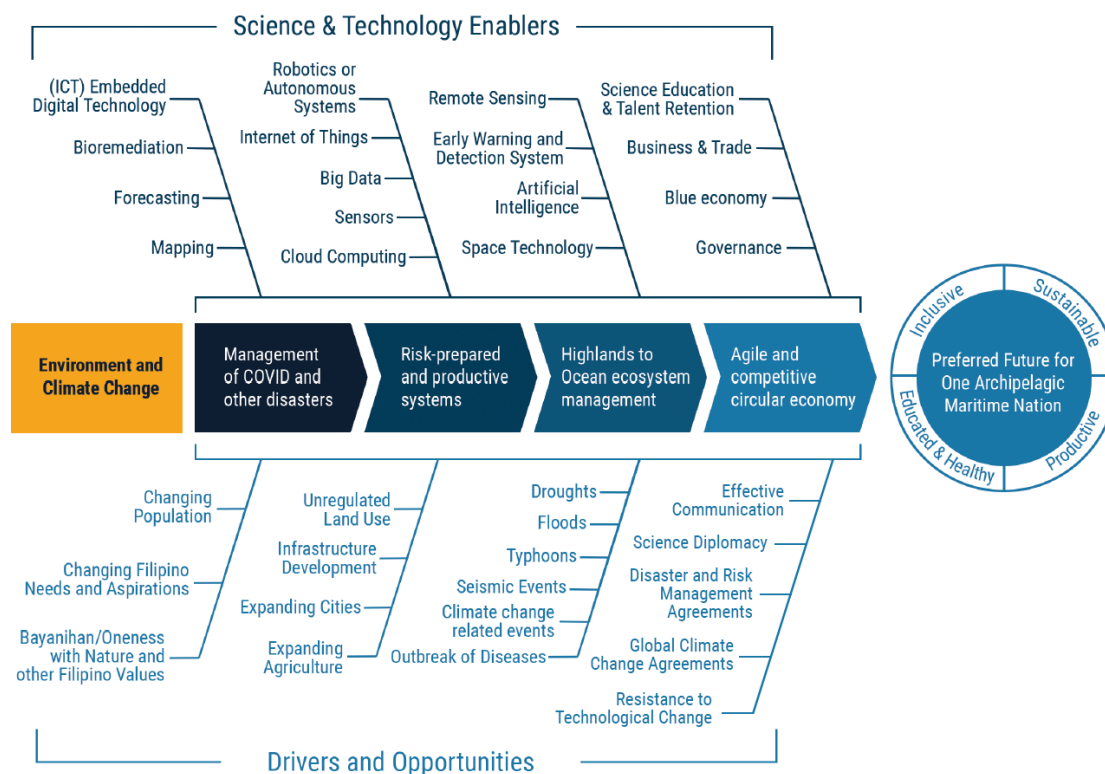 Science & Technology Enablers
(ICT) Embedded
Digital Technology
Bioremediation
Forecasting
Mapping
Robotics or
Autonomous
Systems
Internet of Things
Big Data
Sensors
Cloud Computing
Remote Sensing
Early Warning and
Detection System
Artificial
Intelligence
Space Technology
Science Education
& Talent Retention
Business & Trade
Blue economy
Governance
Environment and
Climate Change
Management
of COVID and
other disasters
Risk-prepared
and productive
systems
Highlands to
Ocean ecosystem
management
Agile and
competitive
circular economy
Inclusive
Sustainable
Preferred Future for
One Archipelagic
Maritime Nation
Educated & Healthy
Productive
Changing
Population
Changing Filipino
Needs and Aspirations
Bayanihan/Oneness
with Nature and
other Filipino Values
Unregulated
Land Use
Infrastructure
Development
Expanding Cities
Expanding
Agriculture
Droughts
Floods
Typhoons
Seismic Events
Climate change
related events
Outbreak of Diseases
Effective
Communication
Science Diplomacy
Disaster and Risk
Management
Agreements
Global Climate
Change Agreements
Resistance to
Technological Change
Drivers and Opportunities